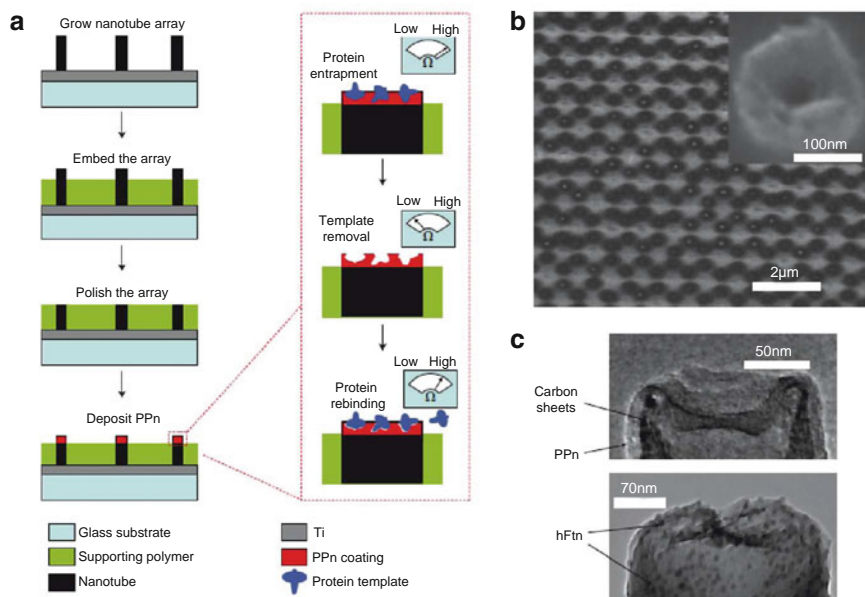 a
Grow nanotube array
Embed the array
Polish the array
Deposit PPn
Low High
Ω
Protein
entrapment
Low High
Ω
Template
removal
Low High
Ω
Protein
rebinding
Glass substrate
Supporting polymer
Nanotube
Ti
PPn coating
Protein template
b
100nm
2μm
c
50nm
Carbon
sheets
PPn
70nm
hFtn